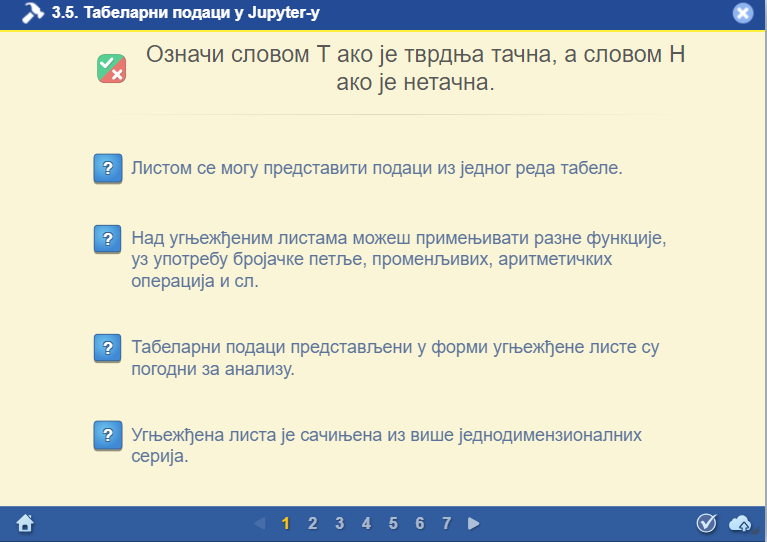 3.5. Табеларни подаци у Jupyter-у
Означи словом Т ако је тврдња тачна, а словом Н
ако је нетачна.
? Листом се могу представити подаци из једног реда табеле.
? Над угњежђеним листама можеш примењивати разне функције,
уз употребу бројачке петље, променљивих, аритметичких
операција и сл.
? Табеларни подаци представљени у форми угњежђене листе су
погодни за анализу.
? Угњежђена листа је сачињена из више једнодимензионалних
серија.
1 2 3 4 5 6 7